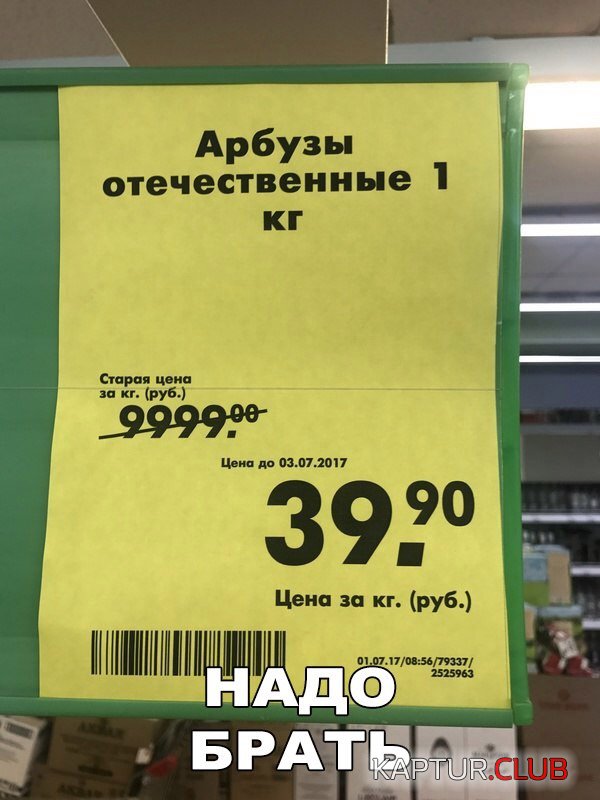 Арбузы
отечественные 1
кг
Старая цена
за кг. (руб.)
9999.00
Цена до 03.07.2017
39.90
Цена за кг. (руб.)
01.07.17/08:56/79337/
2525963
НАДО
БРАТЬ
KAPTUR.CLUB